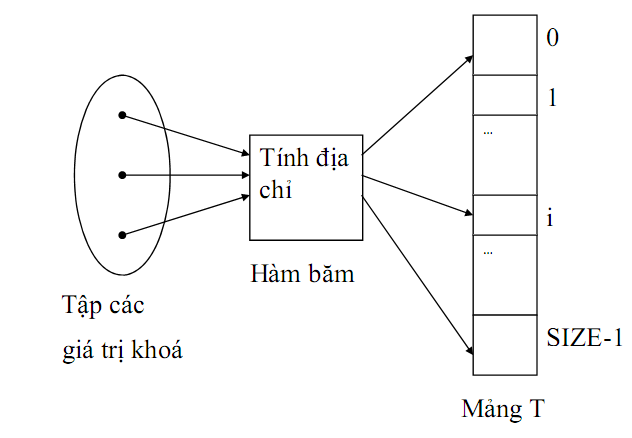 Tập các
giá trị khoá
Tính địa
chỉ
Hàm băm
0
1
...
i
...
SIZE-1
Mảng T